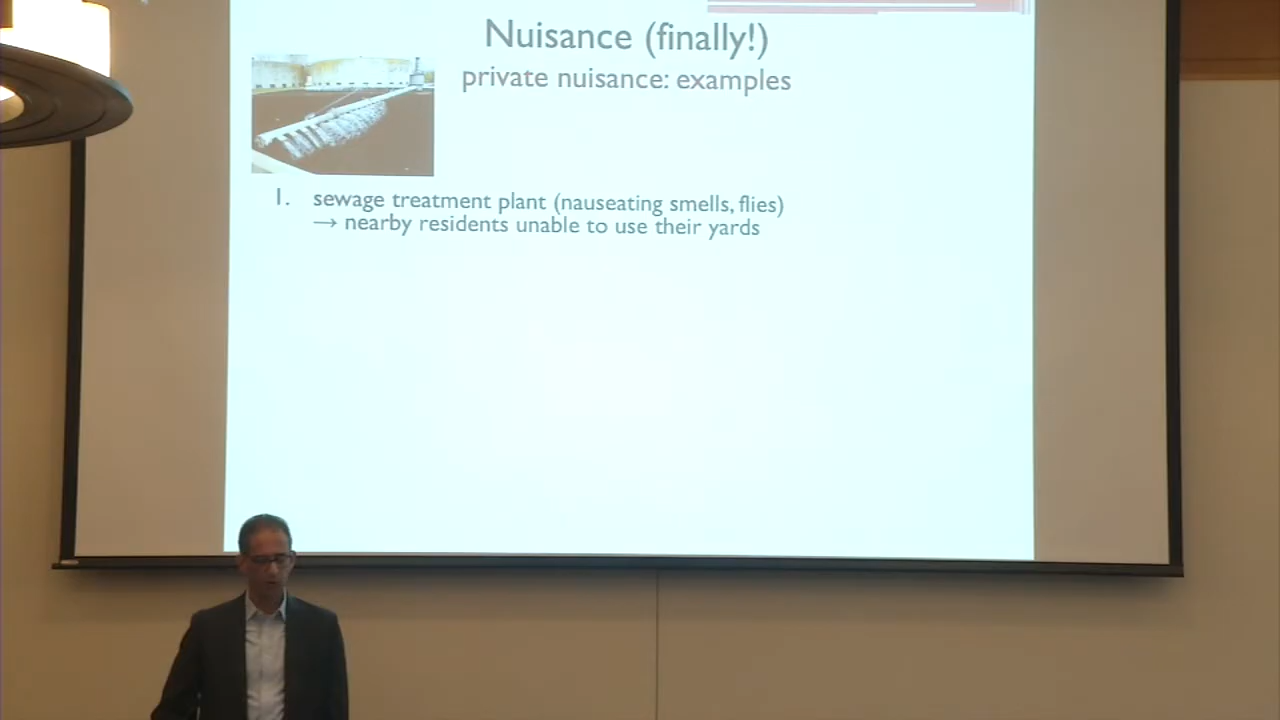 Nuisance (finally!)
private nuisance: examples
1. sewage treatment plant (nauseating smells, flies)
→ nearby residents unable to use their yards